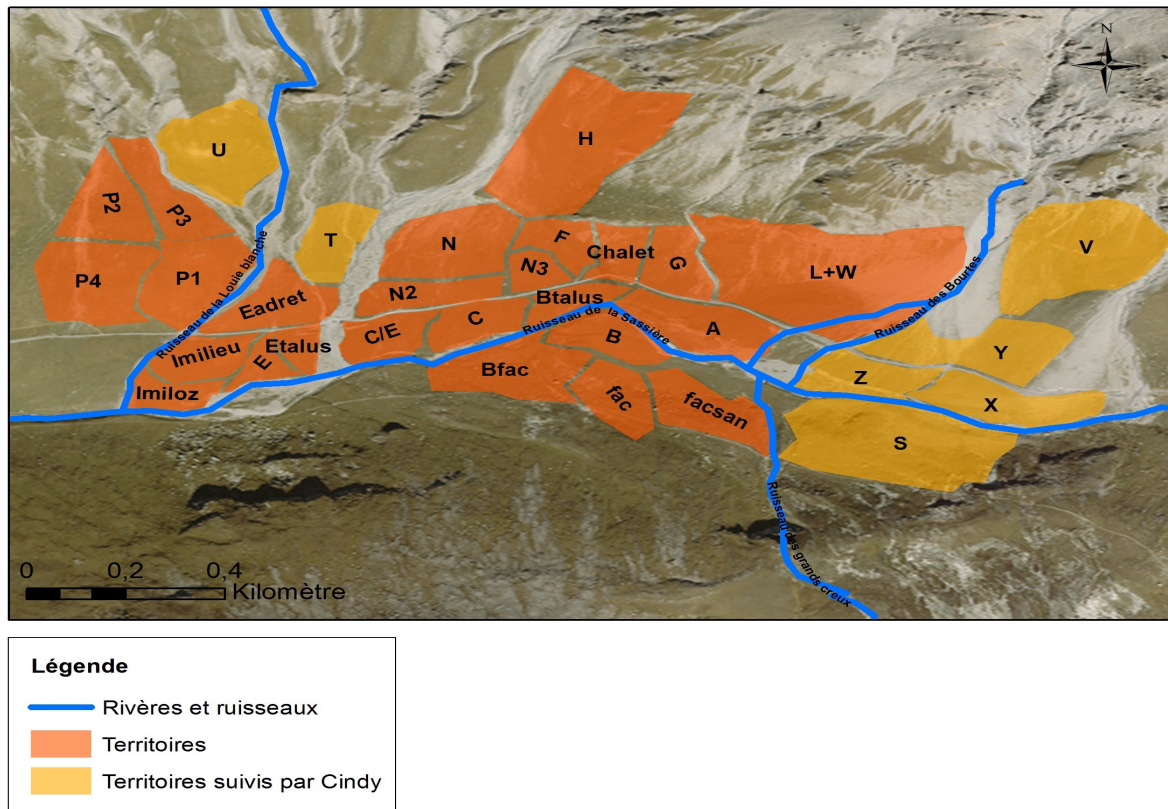 N
H
U
P2
P3
T
N
F
Chalet
G
L+W
V
P4
P1
N3
Ruisseau de la Louie blanche
Eadret
N2
Btalus
Ruisseau des Bourtes
C/E
C
Ruisseau de la Sassière
B
A
Imilieu
E
Etalus
Y
Imiloz
Bfac
fac
facsan
Z
X
S
Ruisseau des grands creux
0 0,2 0,4
Kilomètre
Légende
Rivères et ruisseaux
Territoires
Territoires suivis par Cindy